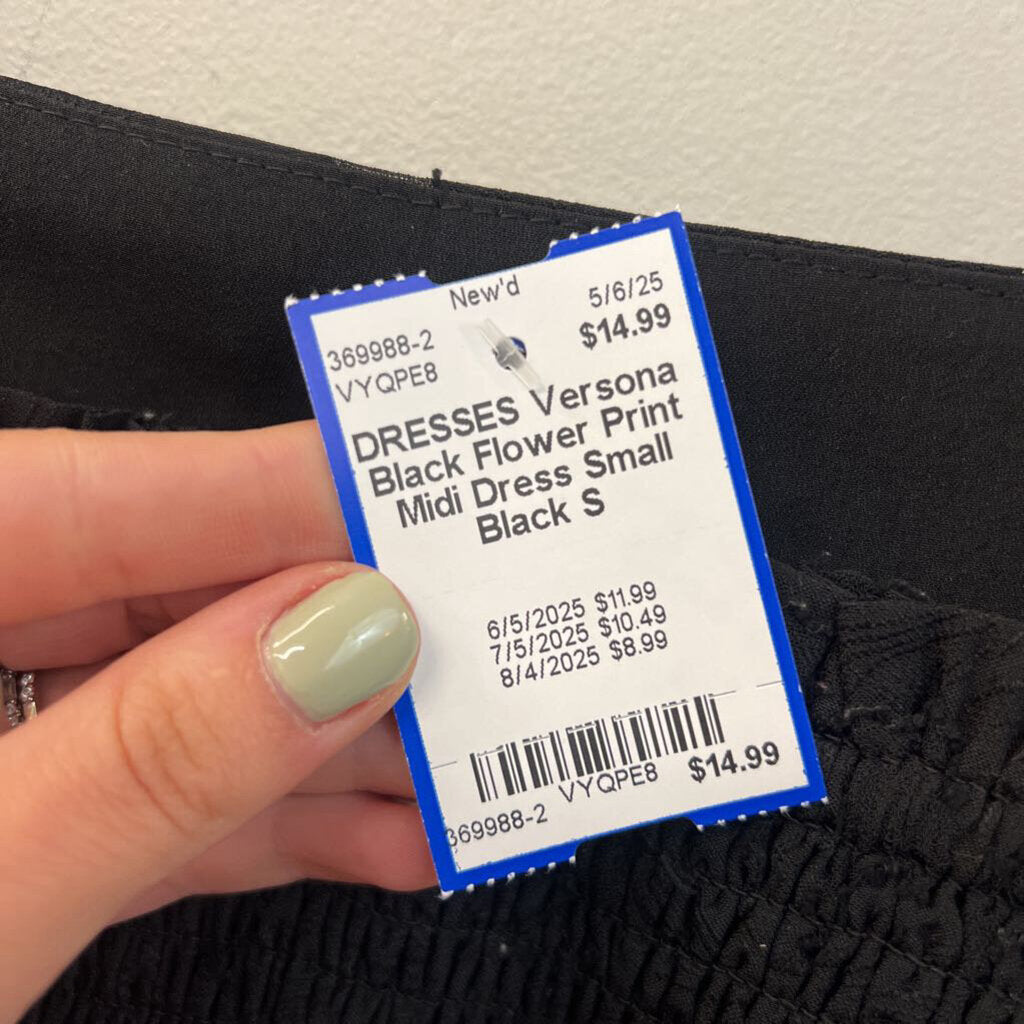 New'd
5/6/25
369988-2
$14.99
VYQPE8
DRESSES Versona
Black Flower Print
Midi Dress Small
Black S
6/5/2025 $11.99
7/5/2025 $10.49
8/4/2025 $8.99
VYQPE8 $14.99
369988-2